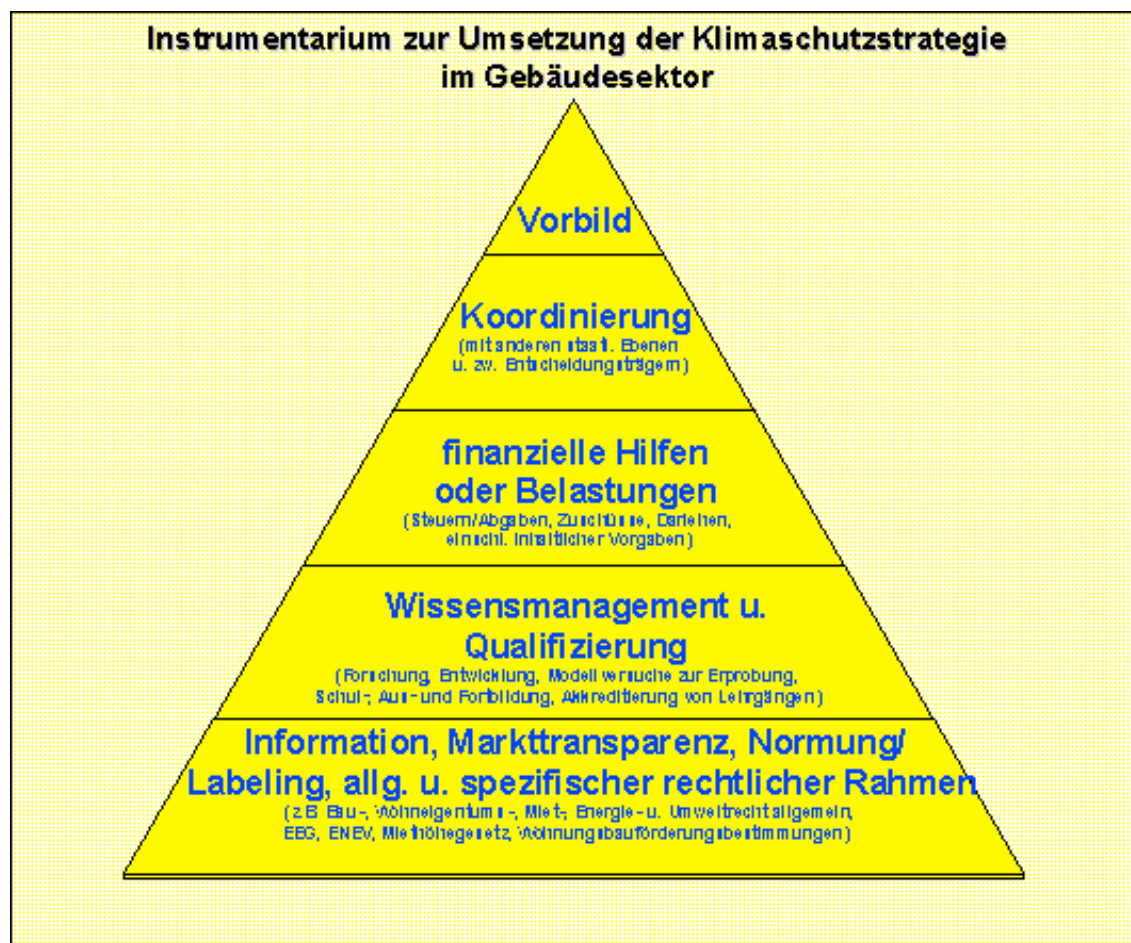 Instrumentarium zur Umsetzung der Klimaschutzstrategie
im Gebäudesektor
Vorbild
Koordinierung
(mit anderen staatl. Ebenen
u. zw. Entscheidungsträgern)
finanzielle Hilfen
oder Belastungen
(Steuern/Abgaben, Zuschüsse, Darlehen,
einschl. inhaltlicher Vorgaben)
Wissensmanagement u.
Qualifizierung
(Forschung, Entwicklung, Modellversuche zur Erprobung,
Schul-, Aus- und Fortbildung, Akkreditierung von Lehrgängen)
Information, Markttransparenz, Normung/
Labeling, allg. u. spezifischer rechtlicher Rahmen
(z.B. Bau-, Wohneigentums-, Miet-, Energie- u. Umweltrecht allgemein,
EEG, ENEV, Miethöhegesetz, Wohnungsbauförderungsbestimmungen)